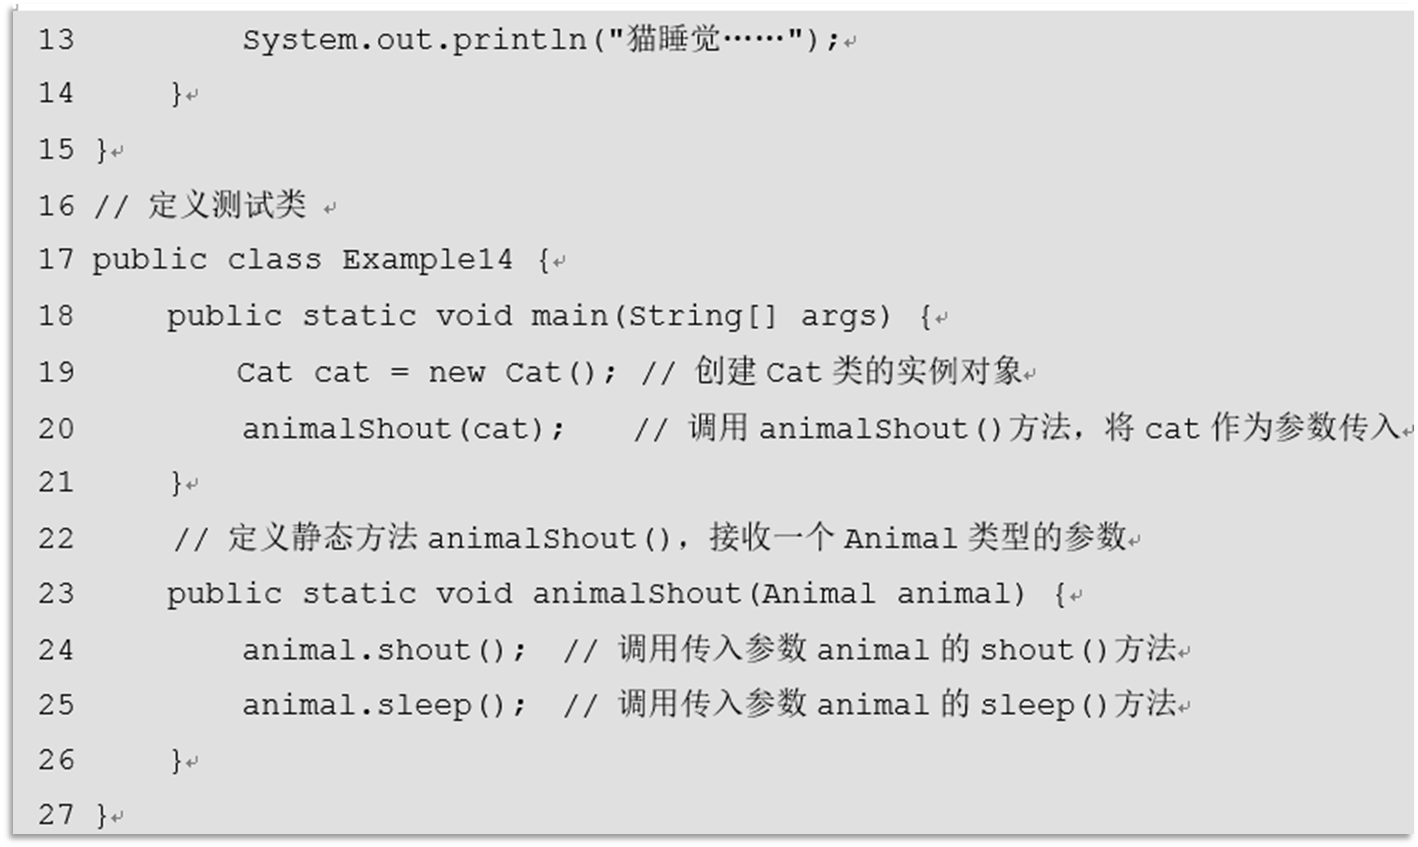 13         System.out.println("猫睡觉……");↵
14     }↵
15 }↵
16 // 定义测试类 ↵
17 public class Example14 {↵
18     public static void main(String[] args) {↵
19         Cat cat = new Cat(); // 创建 Cat 类的实例对象↵
20         animalShout(cat);    // 调用 animalShout()方法，将 cat 作为参数传入↵
21     }↵
22     // 定义静态方法 animalShout()，接收一个 Animal 类型的参数↵
23     public static void animalShout(Animal animal) {↵
24         animal.shout();  // 调用传入参数 animal 的 shout()方法↵
25         animal.sleep();  // 调用传入参数 animal 的 sleep()方法↵
26     }↵
27 }↵